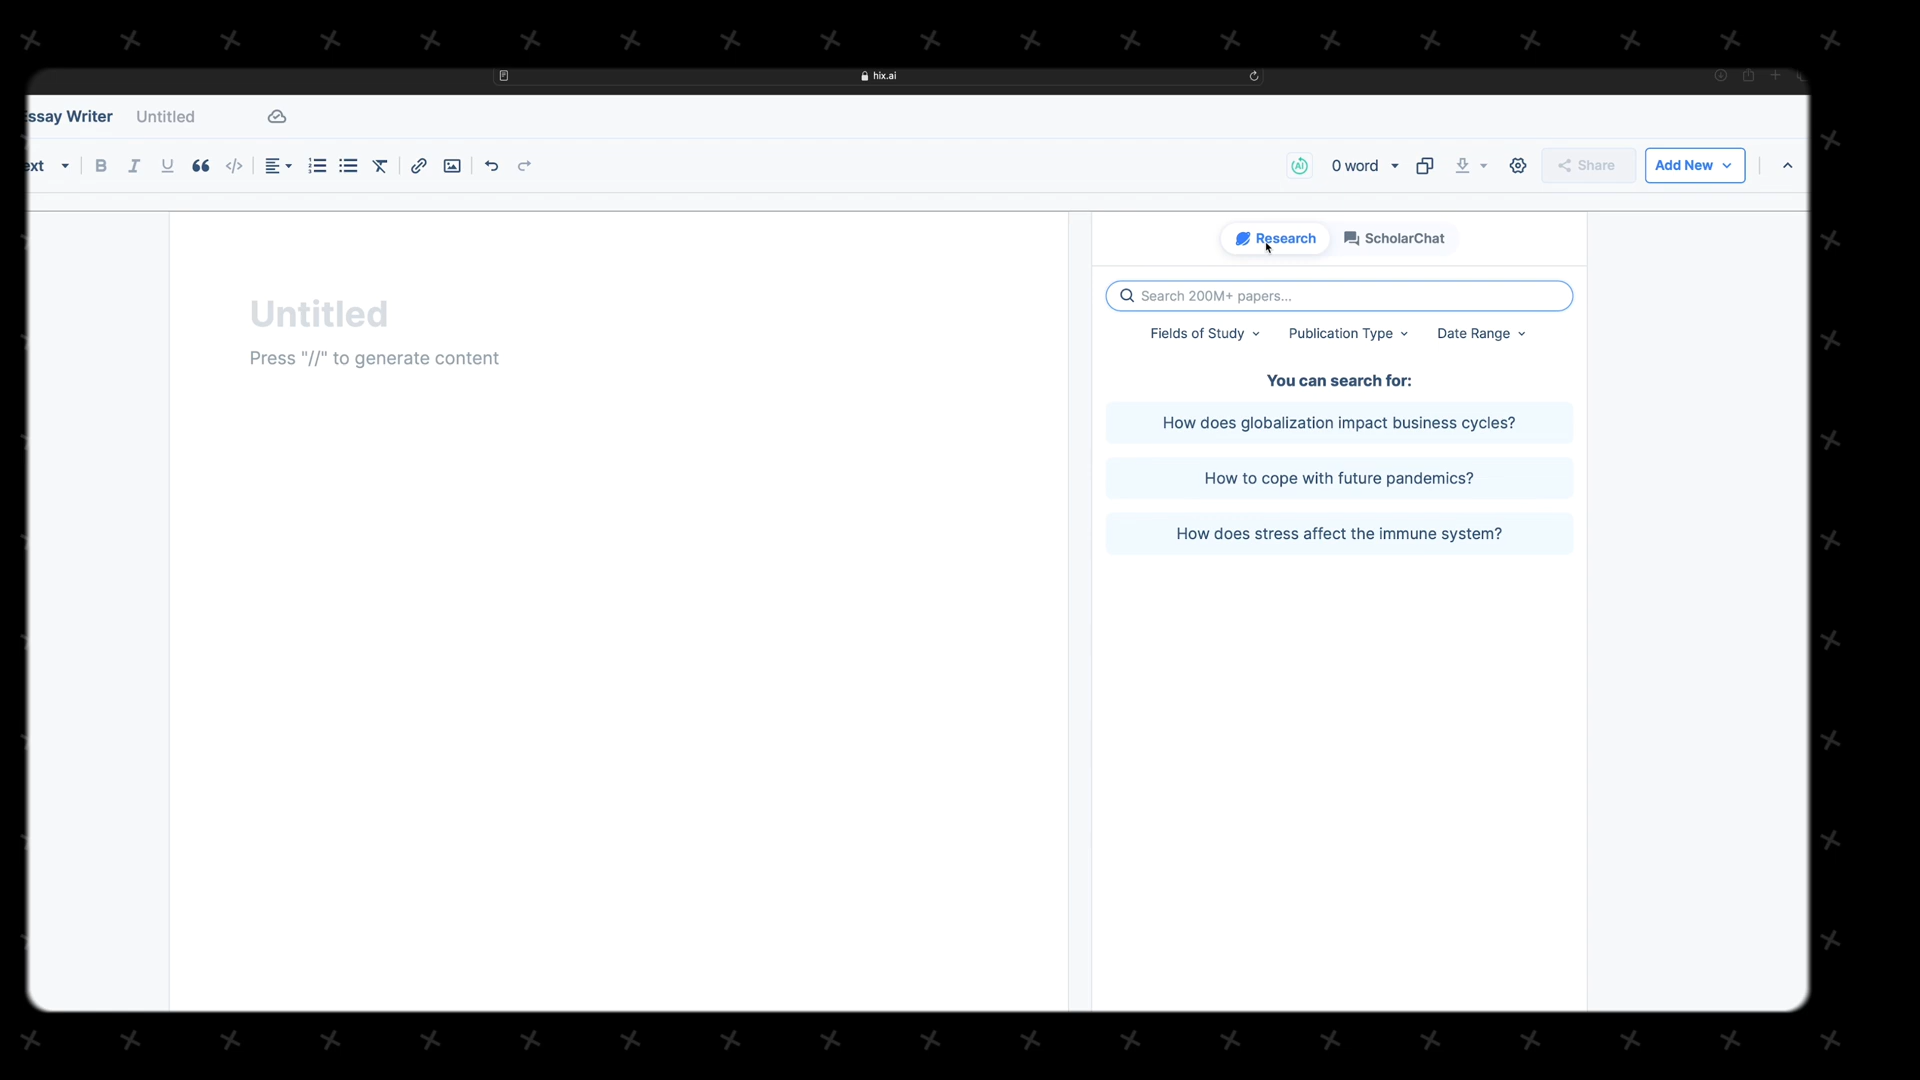 hix.ai
ssay Writer Untitled
ext 0 word Share Add New
Research ScholarChat
Search 200M+ papers...
Fields of Study Publication Type Date Range
Untitled
Press "//" to generate content
You can search for:
How does globalization impact business cycles?
How to cope with future pandemics?
How does stress affect the immune system?